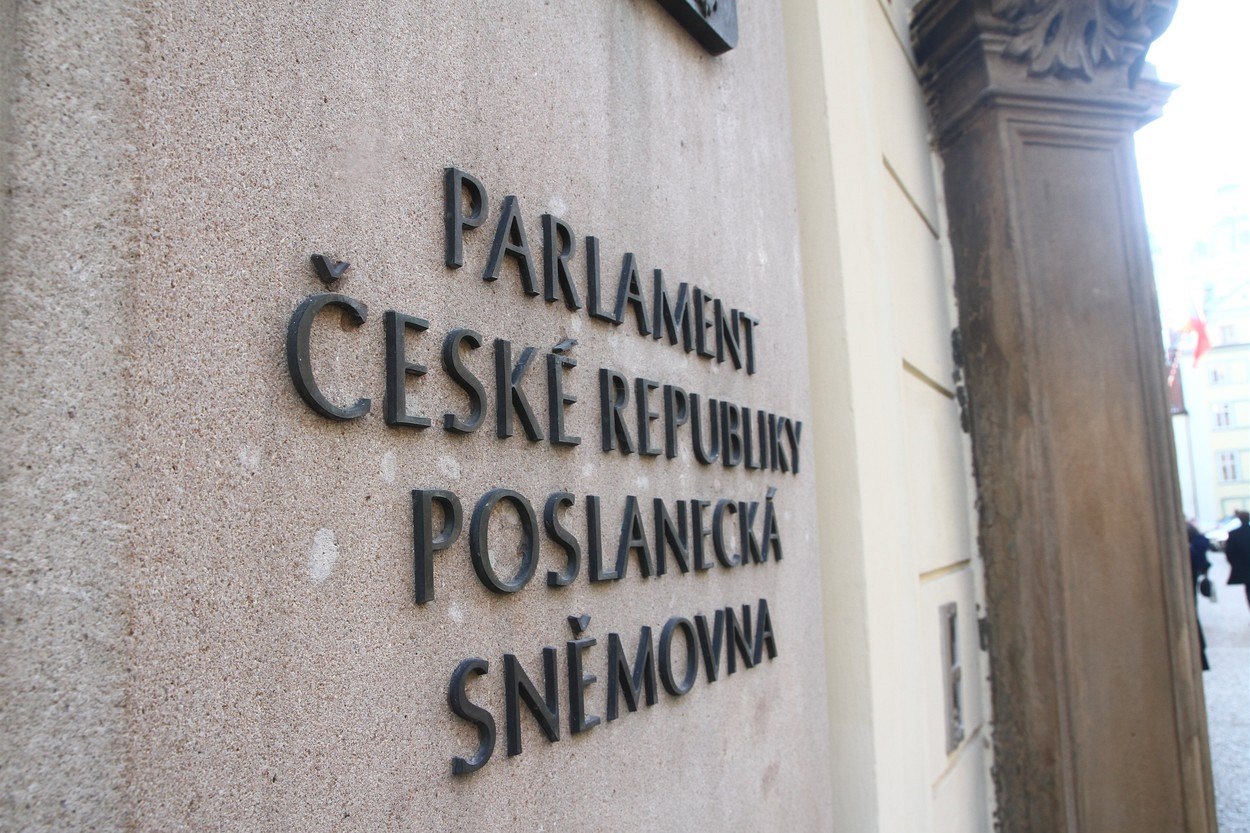 PARLAMENT
ČESKÉ REPUBLIKY
POSLANECKÁ
SNĚMOVNA